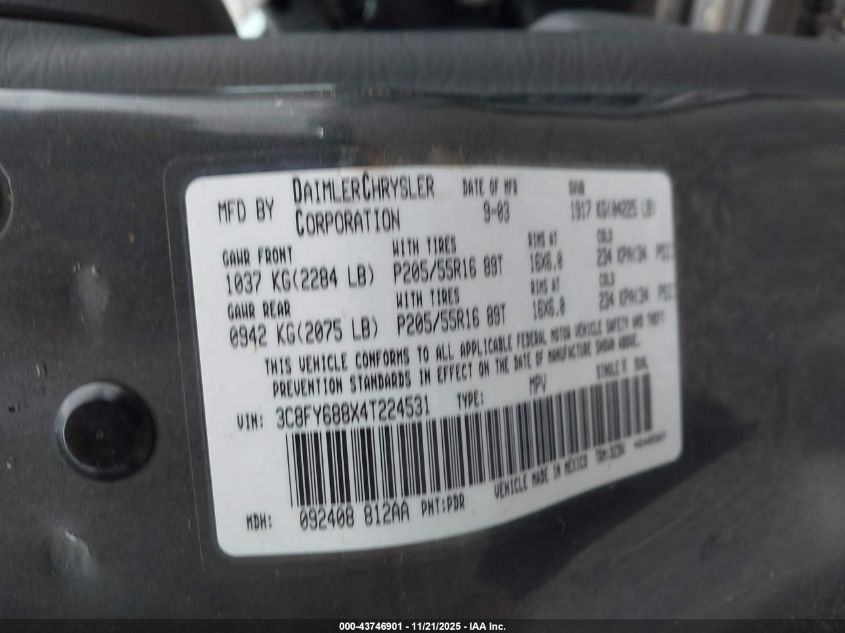 MFD BY DAIMLERCHRYSLER CORPORATION DATE OF MFR 9-03 GVWR 1917 KG(04225 LB)
GAWR FRONT WITH TIRES RIMS AT COLD
1037 KG(2284 LB) P205/55R16 89T 16X6.0 234 KPA(34 PSI)
GAWR REAR WITH TIRES RIMS AT COLD
0942 KG(2075 LB) P205/55R16 89T 16X6.0 234 KPA(34 PSI)
THIS VEHICLE CONFORMS TO ALL APPLICABLE FEDERAL MOTOR VEHICLE SAFETY AND THEFT
PREVENTION STANDARDS IN EFFECT ON THE DATE OF MANUFACTURE SHOWN ABOVE.
VIN: 3C8FY688X4T224531 TYPE: MPV SINGLE X DUAL
MDH: 092408 812AA PNT:PDR VEHICLE MADE IN MEXICO
000-43746901 - 11/21/2025 - IAA Inc.